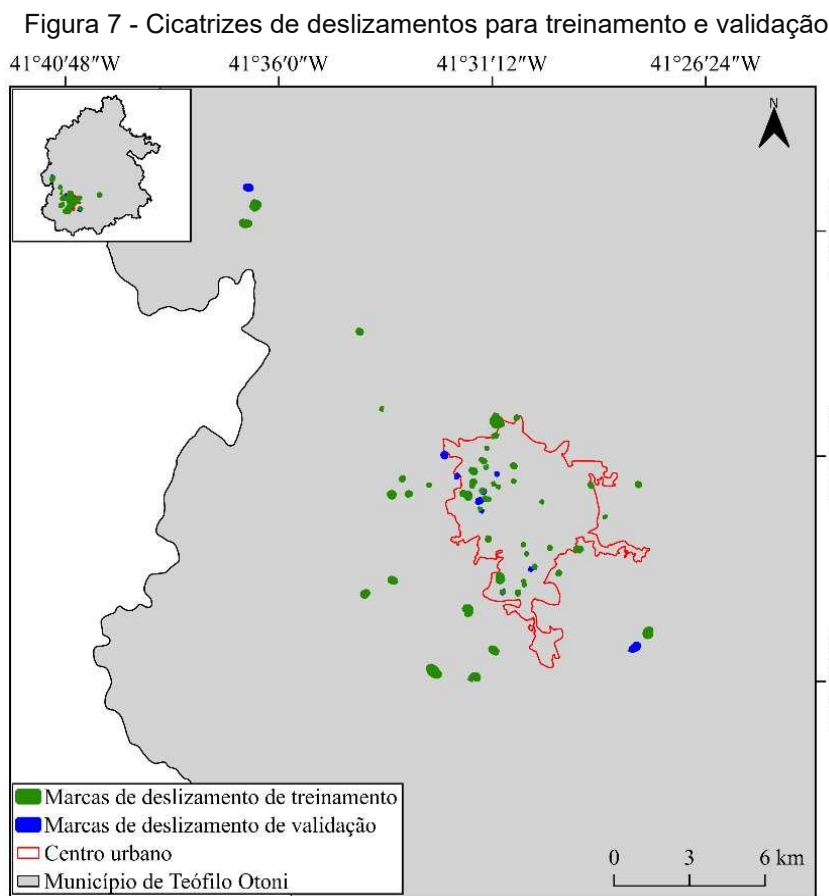 Figura 7 - Cicatrizes de deslizamentos para treinamento e validação
41°40'48"W 41°36'0"W 41°31'12"W 41°26'24"W
N
Marcas de deslizamento de treinamento
Marcas de deslizamento de validação
Centro urbano
Município de Teófilo Otoni
0 3 6 km